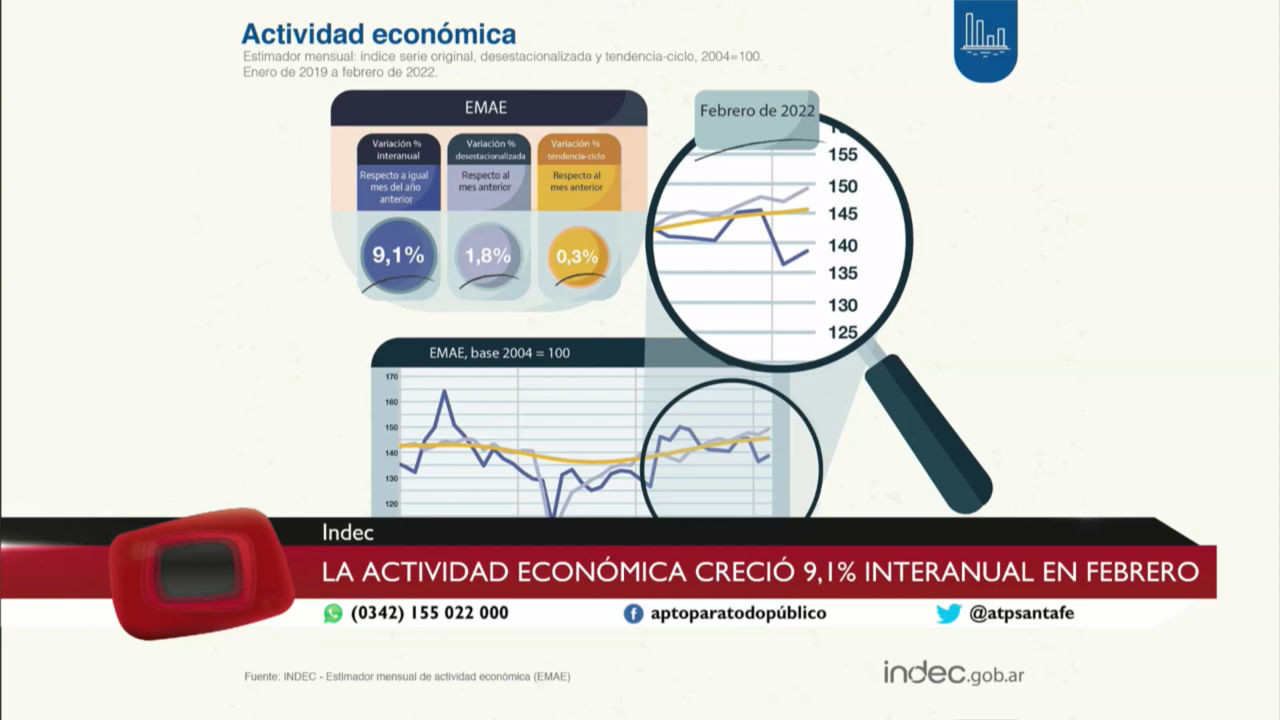 Actividad económica
Estimador mensual: índice serie original, desestacionalizada y tendencia-ciclo, 2004=100.
Enero de 2019 a febrero de 2022.
EMAE
Variación %
interanual
Respecto a igual
mes del año
anterior
9,1%
Variación %
desestacionalizada
Respecto al
mes anterior
1,8%
Variación %
tendencia-ciclo
Respecto al
mes anterior
0,3%
Febrero de 2022
155
150
145
140
135
130
125
EMAE, base 2004 = 100
170
160
150
140
130
120
Indec
LA ACTIVIDAD ECONÓMICA CRECIÓ 9,1% INTERANUAL EN FEBRERO
(0342) 155 022 000
aptoparatodopúblico
@atpsantafe
Fuente: INDEC - Estimador mensual de actividad económica (EMAE)
indec.gob.ar